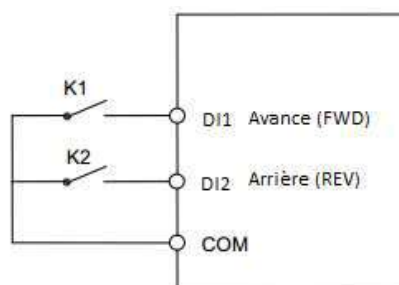 K1
DI1 Avance (FWD)
K2
DI2 Arrière (REV)
COM